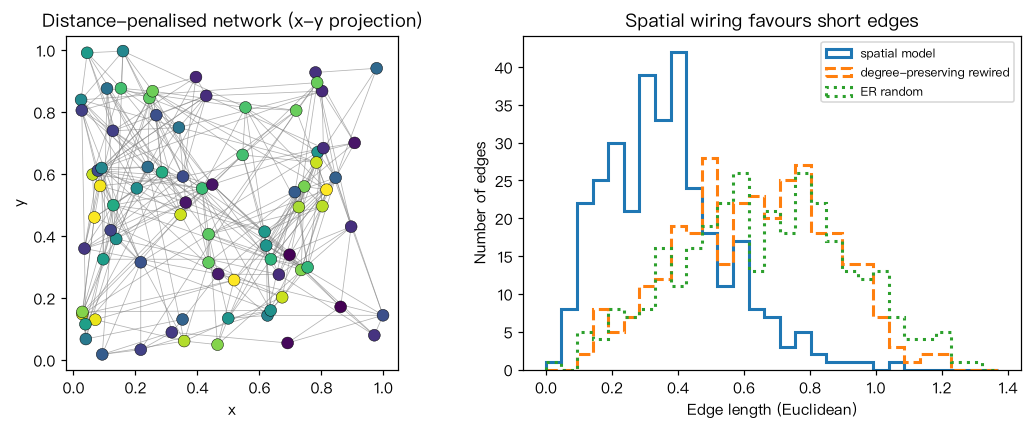 Distance−penalised network (x−y projection)
1.0
0.8
0.6
0.4
0.2
0.0
y
0.0 0.2 0.4 0.6 0.8 1.0
x
Spatial wiring favours short edges
spatial model
degree−preserving rewired
ER random
40
35
30
25
20
15
10
5
0
Number of edges
0.0 0.2 0.4 0.6 0.8 1.0 1.2 1.4
Edge length (Euclidean)